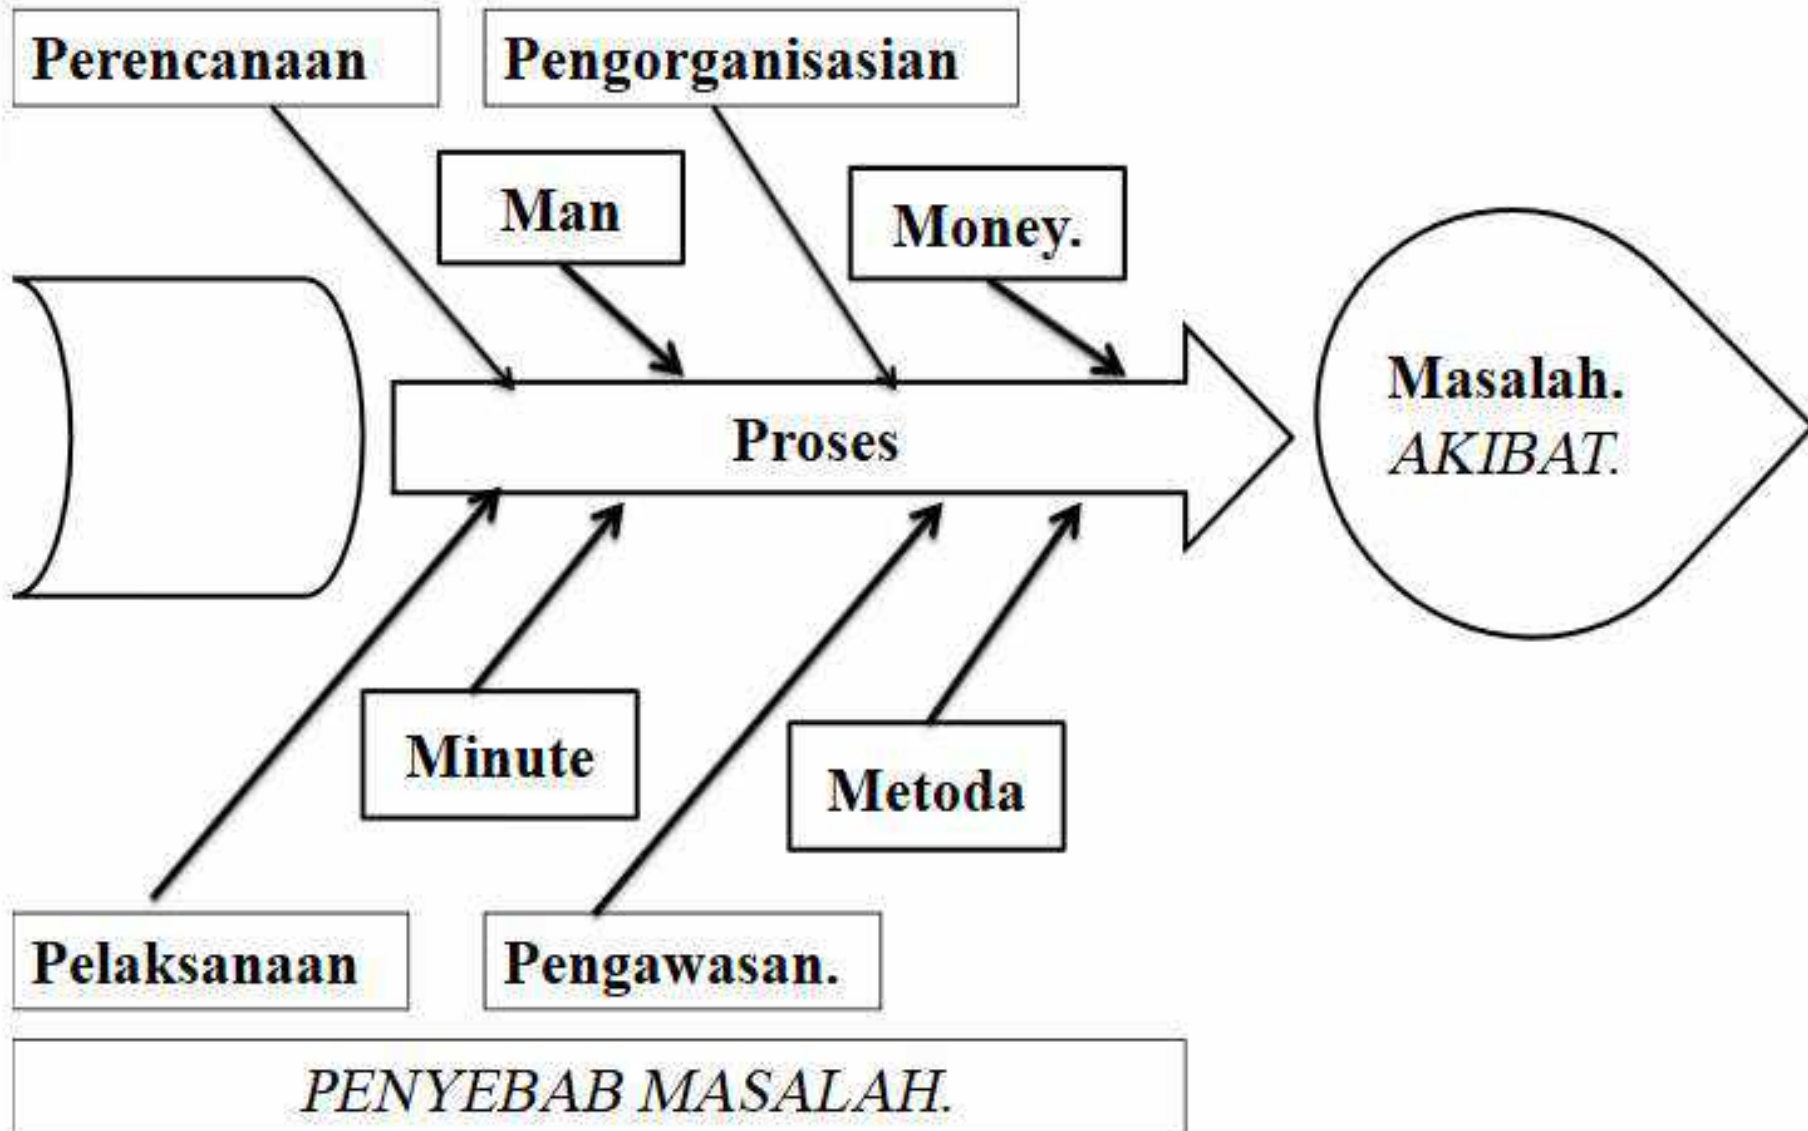 Perencanaan
Pengorganisasian
Man
Money.
Proses
Masalah.
AKIBAT.
Minute
Metoda
Pelaksanaan
Pengawasan.
PENYEBAB MASALAH.